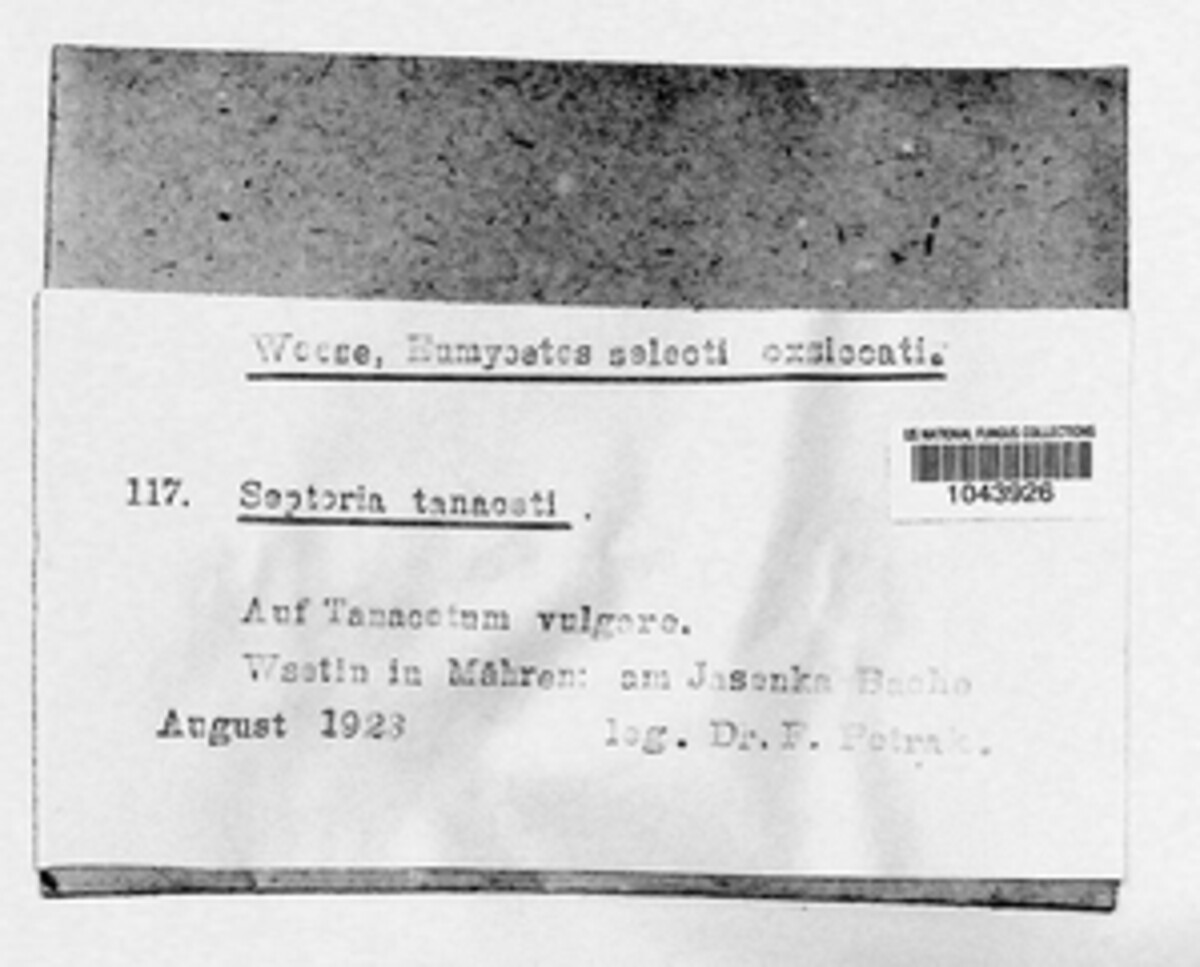 Weese, Eumycetes selecti exsiccati.
US NATIONAL FUNGUS COLLECTIONS
1043926
117. Septoria tanaceti.
Auf Tanacetum vulgare.
Wsetin in Mähren: am Jasenka Bache
August 1923 leg. Dr. F. Petrak.